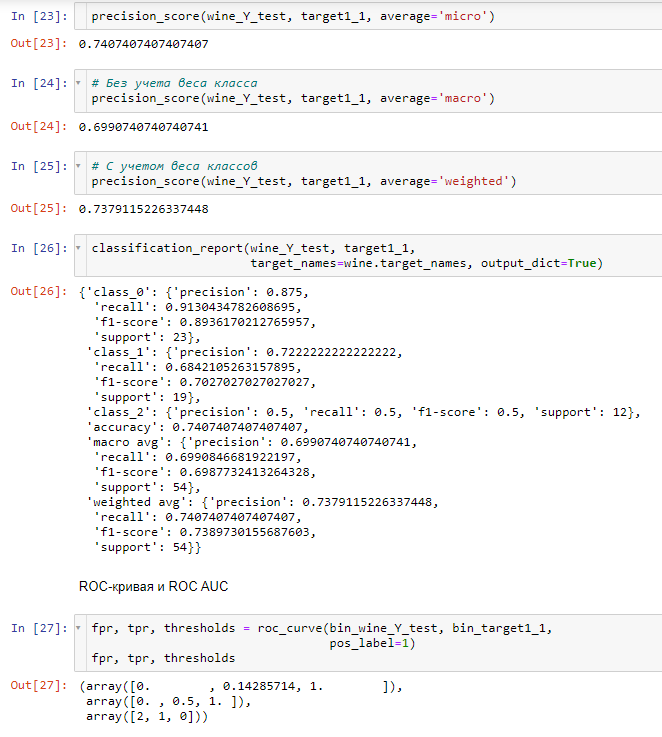 In [23]: precision_score(wine_Y_test, target1_1, average='micro')
Out[23]: 0.7407407407407407
In [24]: # Без учета веса класса
precision_score(wine_Y_test, target1_1, average='macro')
Out[24]: 0.6990740740740741
In [25]: # С учетом веса классов
precision_score(wine_Y_test, target1_1, average='weighted')
Out[25]: 0.7379115226337448
In [26]: classification_report(wine_Y_test, target1_1,
target_names=wine.target_names, output_dict=True)
Out[26]: {'class_0': {'precision': 0.875,
'recall': 0.9130434782608695,
'f1-score': 0.8936170212765957,
'support': 23},
'class_1': {'precision': 0.7222222222222222,
'recall': 0.6842105263157895,
'f1-score': 0.7027027027027027,
'support': 19},
'class_2': {'precision': 0.5, 'recall': 0.5, 'f1-score': 0.5, 'support': 12},
'accuracy': 0.7407407407407407,
'macro avg': {'precision': 0.6990740740740741,
'recall': 0.6990846681922197,
'f1-score': 0.6987732413264328,
'support': 54},
'weighted avg': {'precision': 0.7379115226337448,
'recall': 0.7407407407407407,
'f1-score': 0.7389730155687603,
'support': 54}}
ROC-кривая и ROC AUC
In [27]: fpr, tpr, thresholds = roc_curve(bin_wine_Y_test, bin_target1_1,
pos_label=1)
fpr, tpr, thresholds
Out[27]: (array([0.        , 0.14285714, 1.        ]),
array([0. , 0.5, 1. ]),
array([2, 1, 0]))